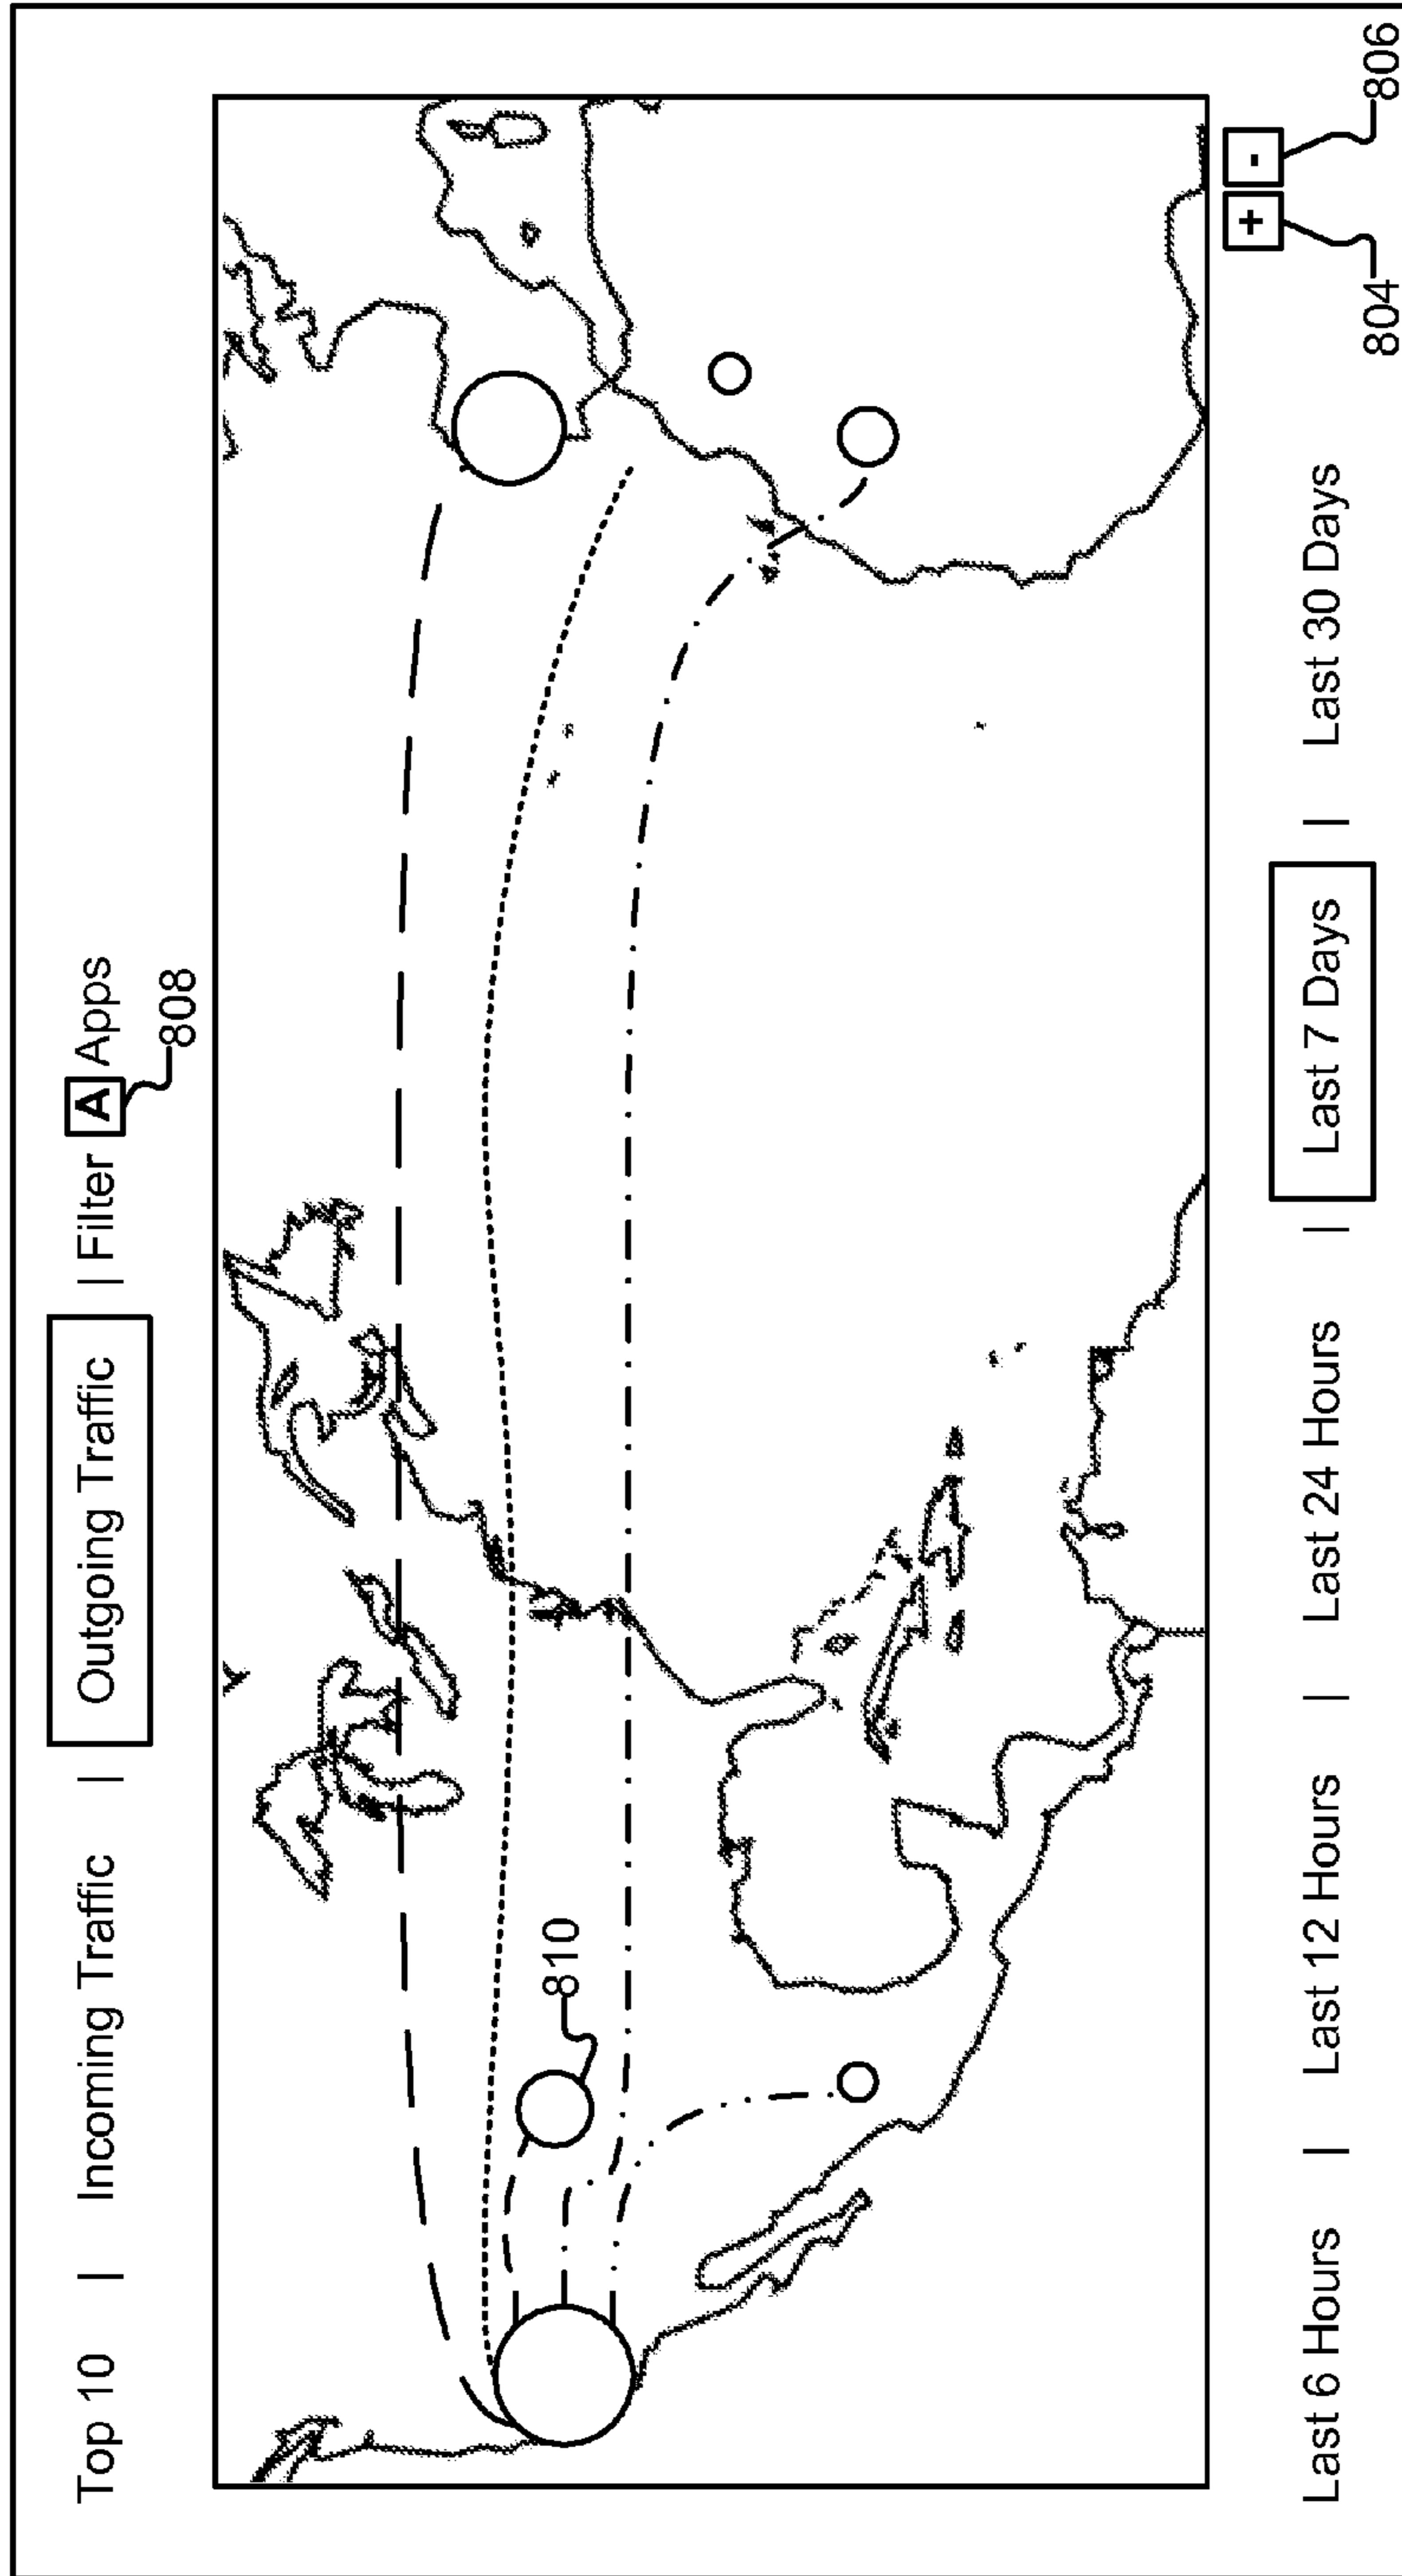 Top 10 | Incoming Traffic | Outgoing Traffic | Filter A Apps
808
810
+ -
804 806
Last 6 Hours | Last 12 Hours | Last 24 Hours | Last 7 Days | Last 30 Days